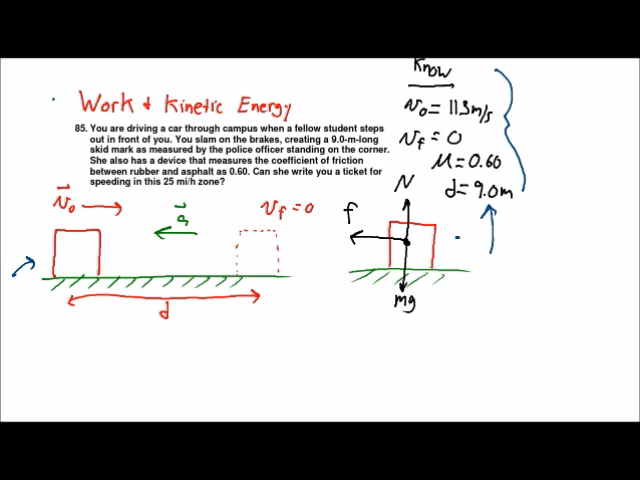 Know
Work & Kinetic Energy
v₀ = 11.3m/s
85. You are driving a car through campus when a fellow student steps
out in front of you. You slam on the brakes, creating a 9.0-m-long
skid mark as measured by the police officer standing on the corner.
She also has a device that measures the coefficient of friction
between rubber and asphalt as 0.60. Can she write you a ticket for
speeding in this 25 mi/h zone?
v_f = 0
μ = 0.60
d = 9.0m
v₀
a
v_f = 0
N
f
mg
d